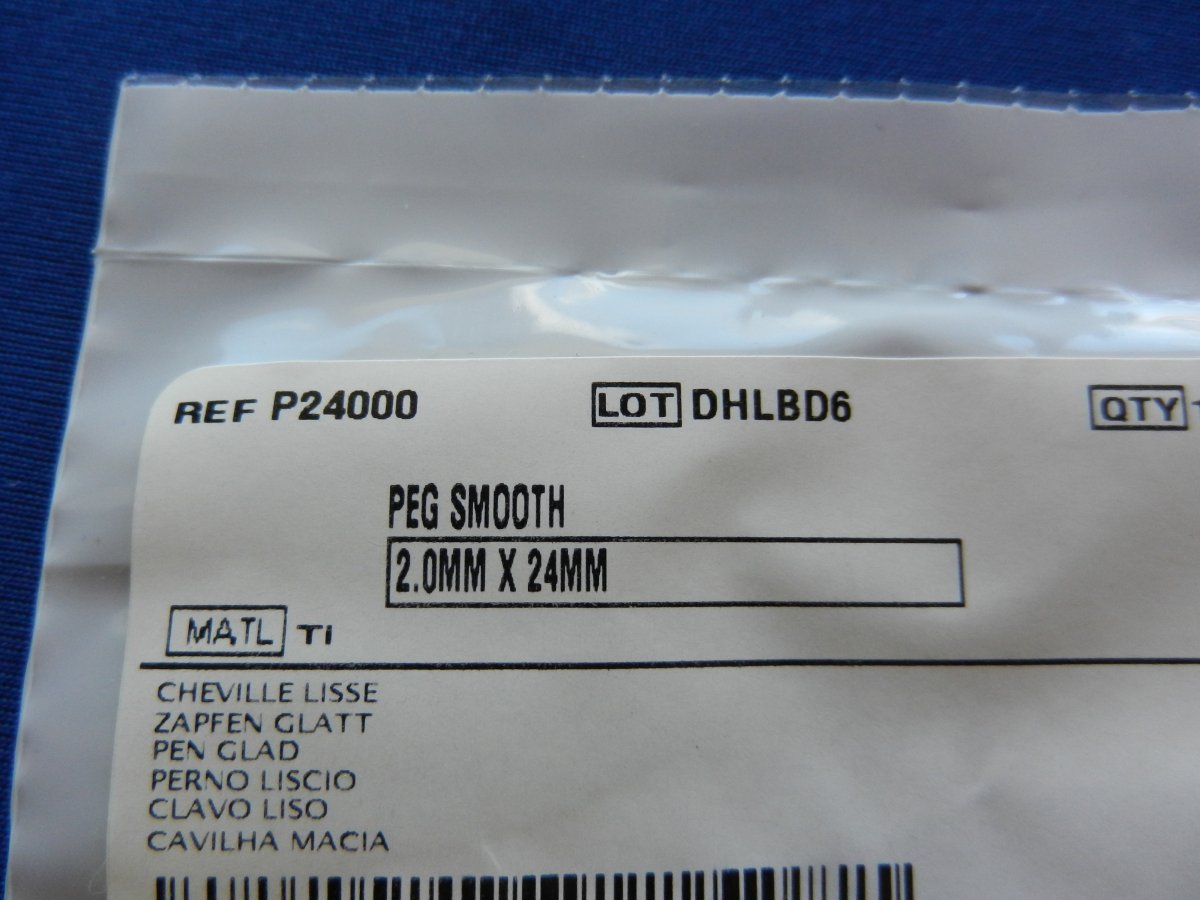 REF P24000 LOT DHLBD6 QTY
PEG SMOOTH
2.0MM X 24MM
MATL Ti
CHEVILLE LISSE
ZAPFEN GLATT
PEN GLAD
PERNO LISCIO
CLAVO LISO
CAVILHA MACIA